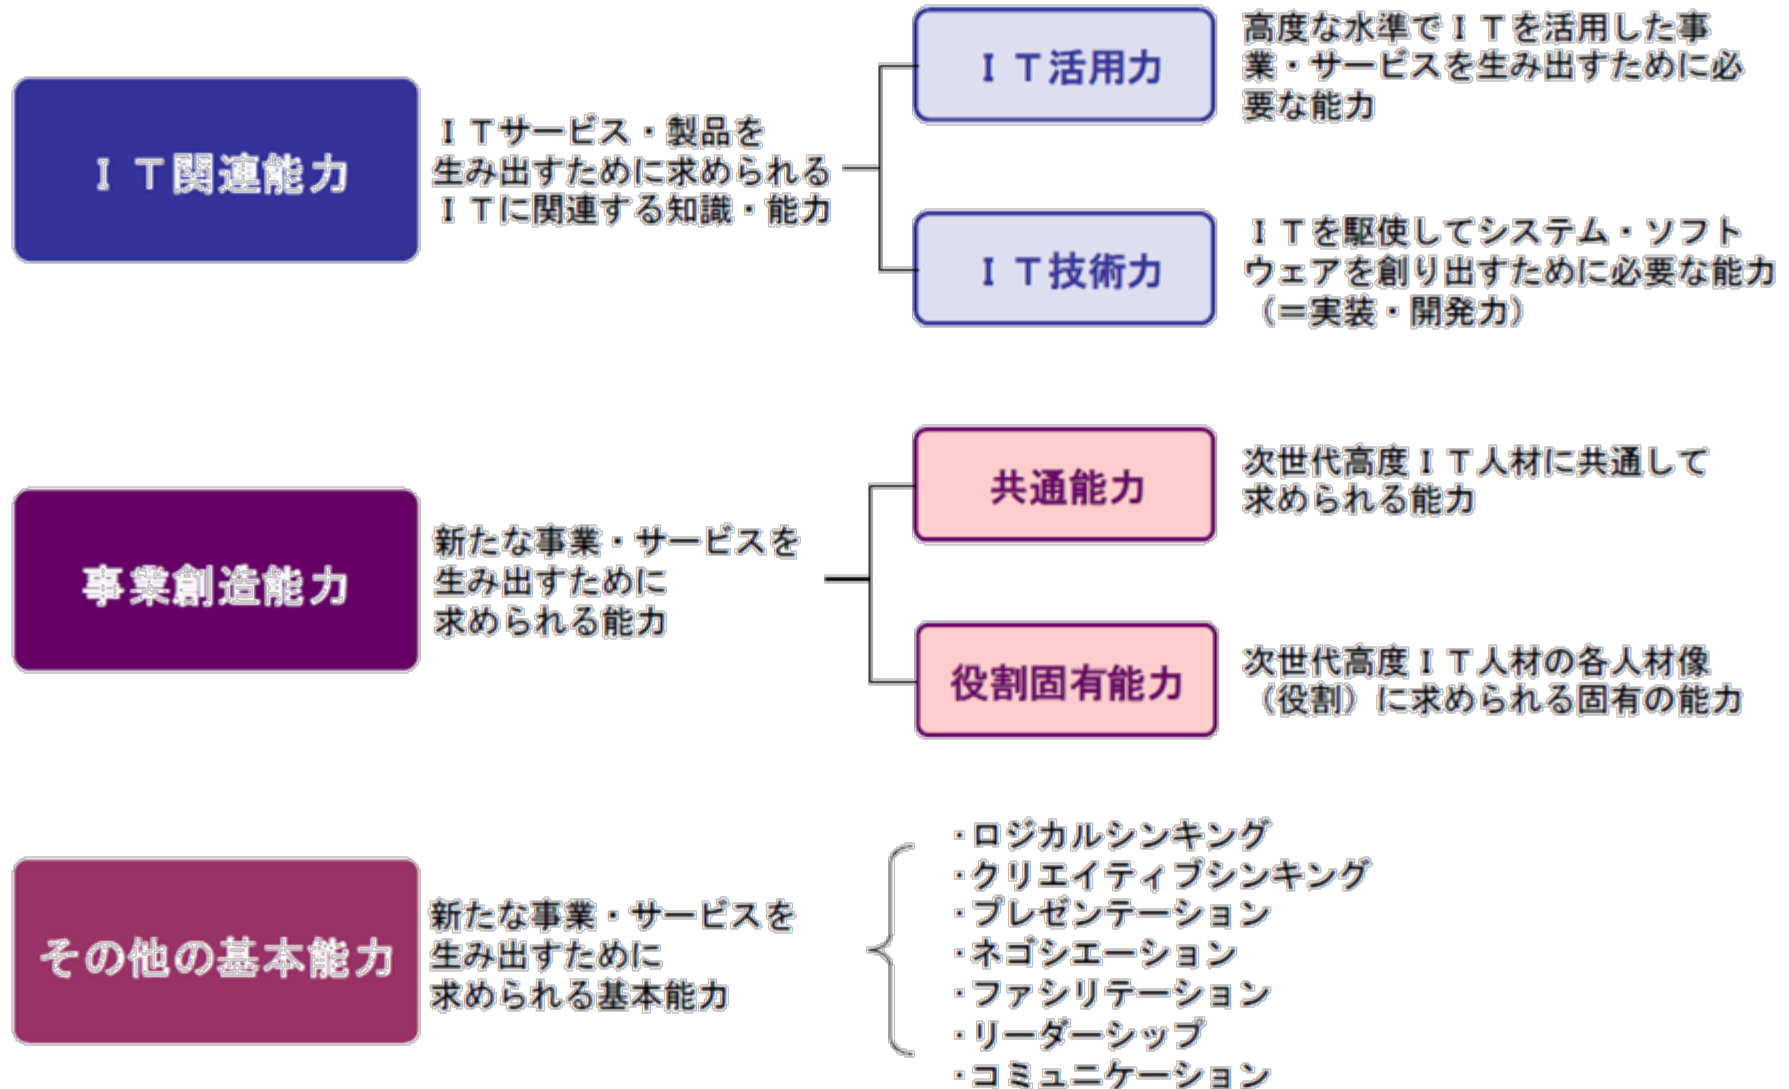 ＩＴ関連能力
ＩＴサービス・製品を
生み出すために求められる
ＩＴに関連する知識・能力
ＩＴ活用力
高度な水準でＩＴを活用した事
業・サービスを生み出すために必
要な能力
ＩＴ技術力
ＩＴを駆使してシステム・ソフト
ウェアを創り出すために必要な能力
（＝実装・開発力）
事業創造能力
新たな事業・サービスを
生み出すために
求められる能力
共通能力
次世代高度ＩＴ人材に共通して
求められる能力
役割固有能力
次世代高度ＩＴ人材の各人材像
（役割）に求められる固有の能力
その他の基本能力
新たな事業・サービスを
生み出すために
求められる基本能力
・ロジカルシンキング
・クリエイティブシンキング
・プレゼンテーション
・ネゴシエーション
・ファシリテーション
・リーダーシップ
・コミュニケーション